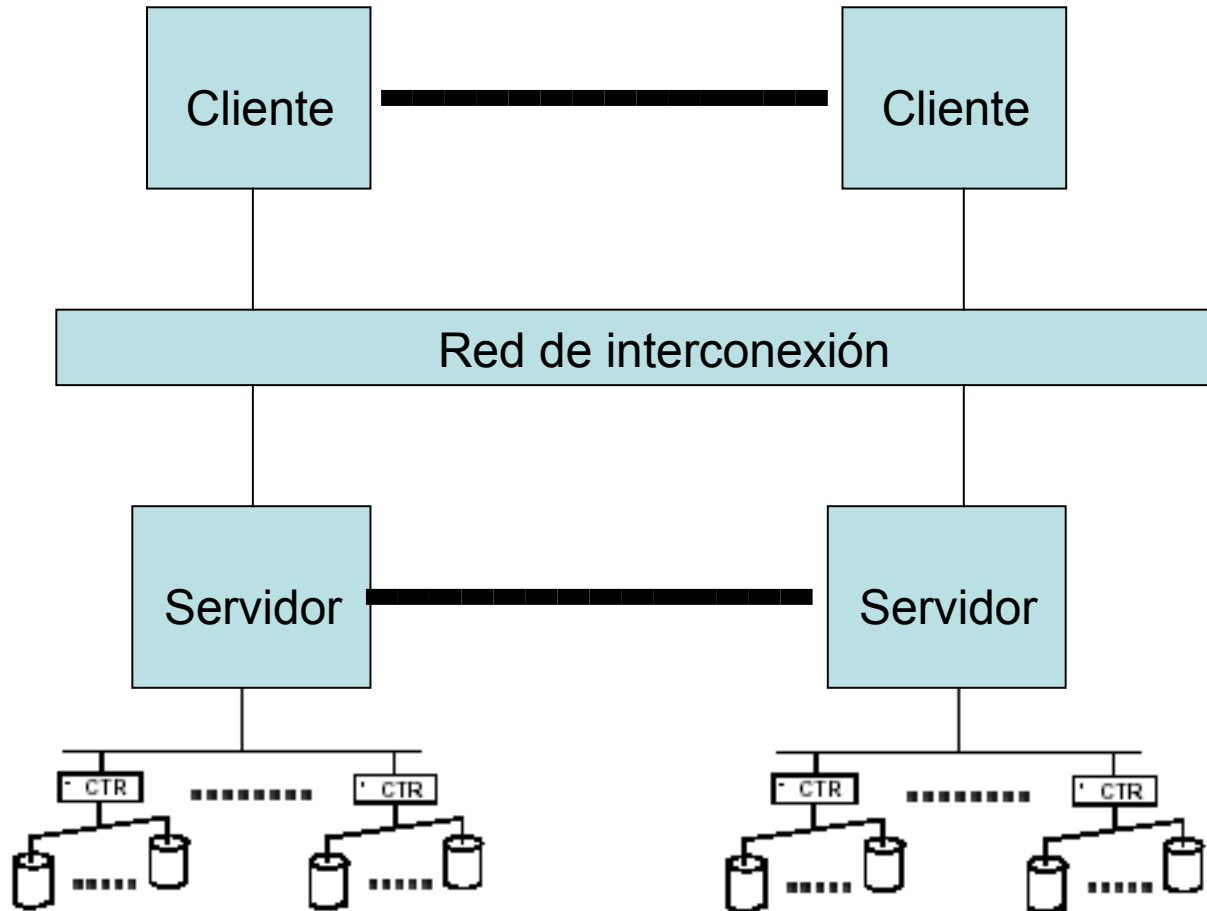 Cliente
Cliente
Red de interconexión
Servidor
Servidor
CTR
CTR
CTR
CTR